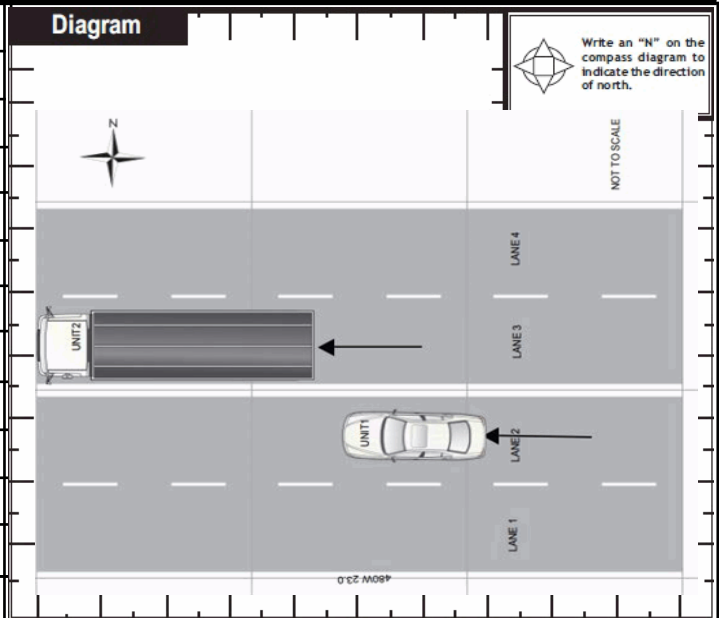 Diagram
Write an “N” on the
compass diagram to
indicate the direction
of north.
N
NOT TO SCALE
LANE 4
UNIT2
LANE 3
UNIT1
LANE 2
LANE 1
480W 23.0